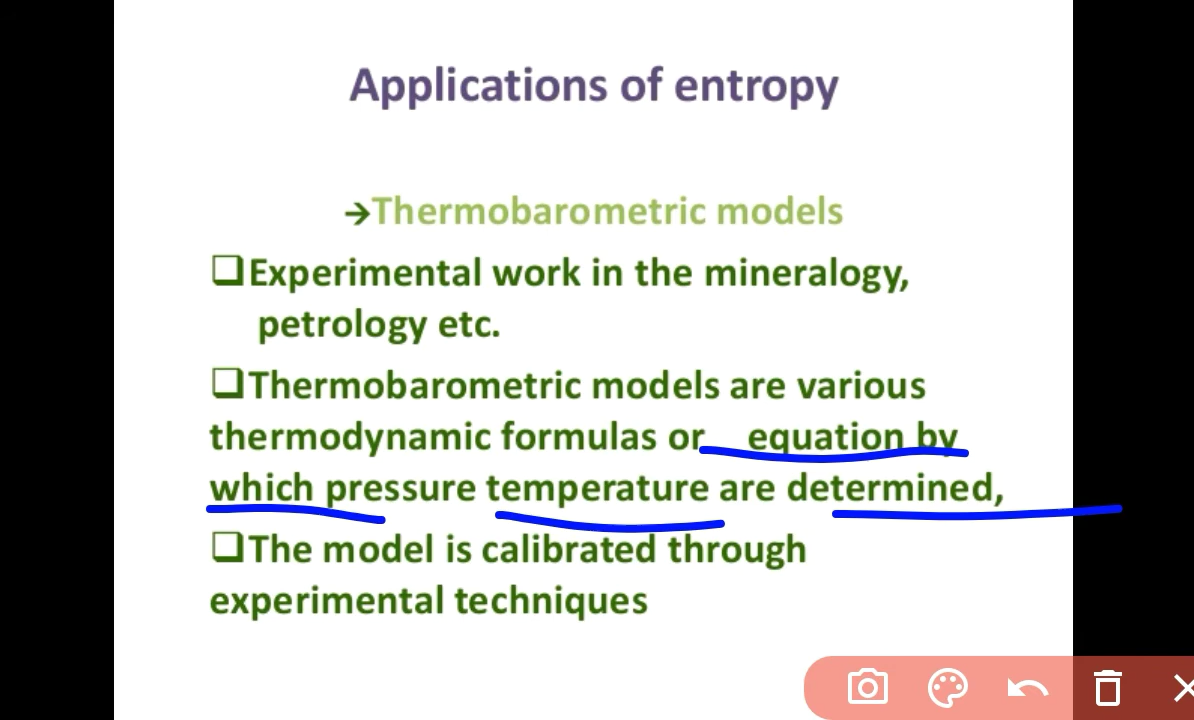 Applications of entropy
→Thermobarometric models
❑Experimental work in the mineralogy,
petrology etc.
❑Thermobarometric models are various
thermodynamic formulas or equation by
which pressure temperature are determined,
❑The model is calibrated through
experimental techniques